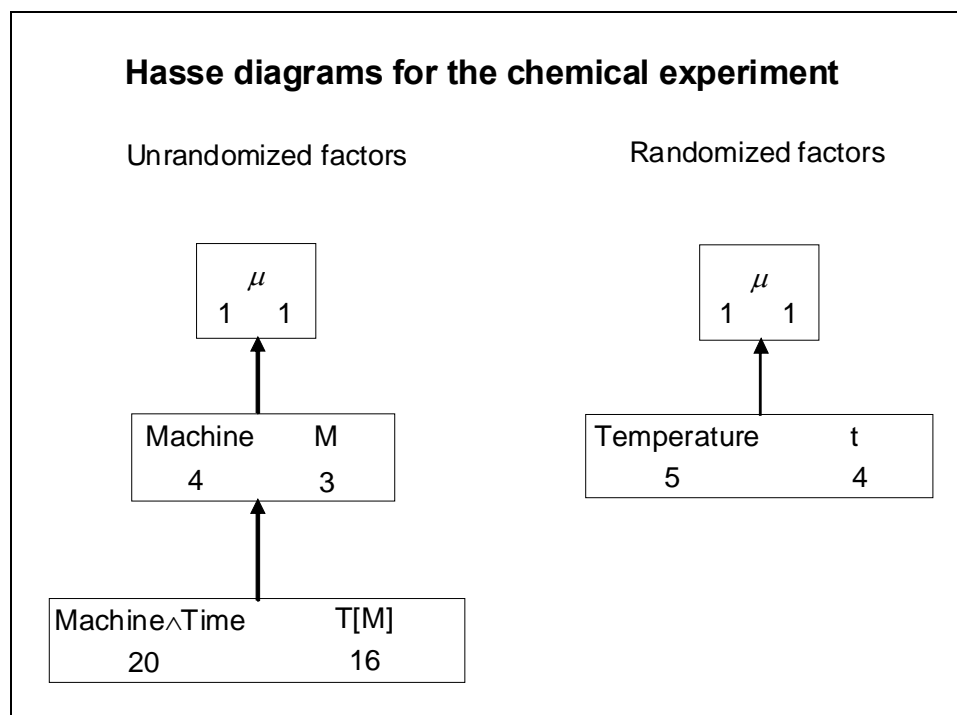 Hasse diagrams for the chemical experiment
Unrandomized factors
μ
1 1
Machine M
4 3
Machine∧Time T[M]
20 16
Randomized factors
μ
1 1
Temperature t
5 4